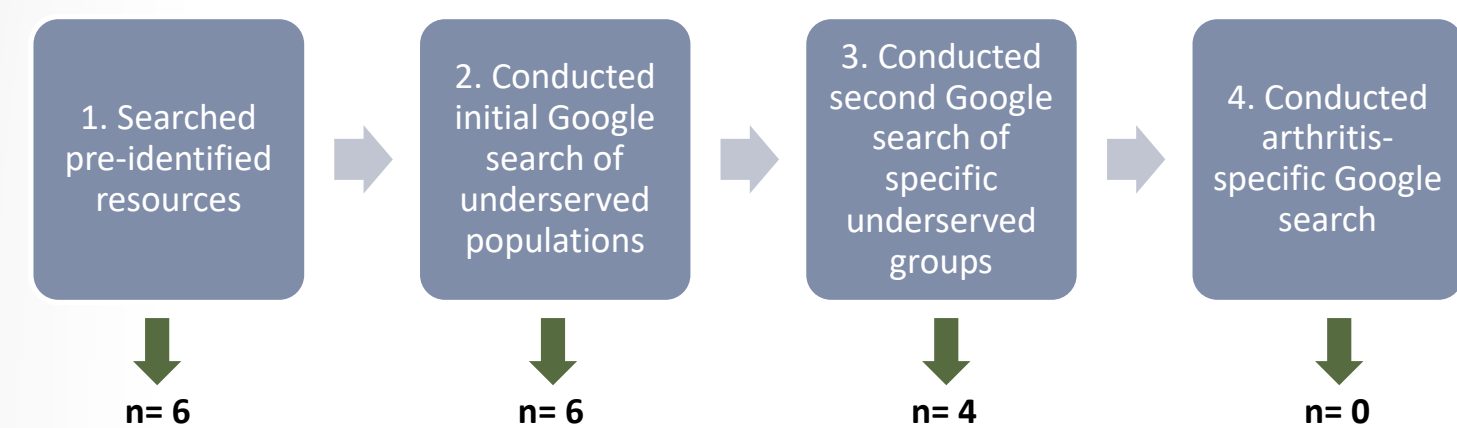 1. Searched
pre-identified
resources
2. Conducted
initial Google
search of
underserved
populations
3. Conducted
second Google
search of
specific
underserved
groups
4. Conducted
arthritis-
specific Google
search
n= 6
n= 6
n= 4
n= 0